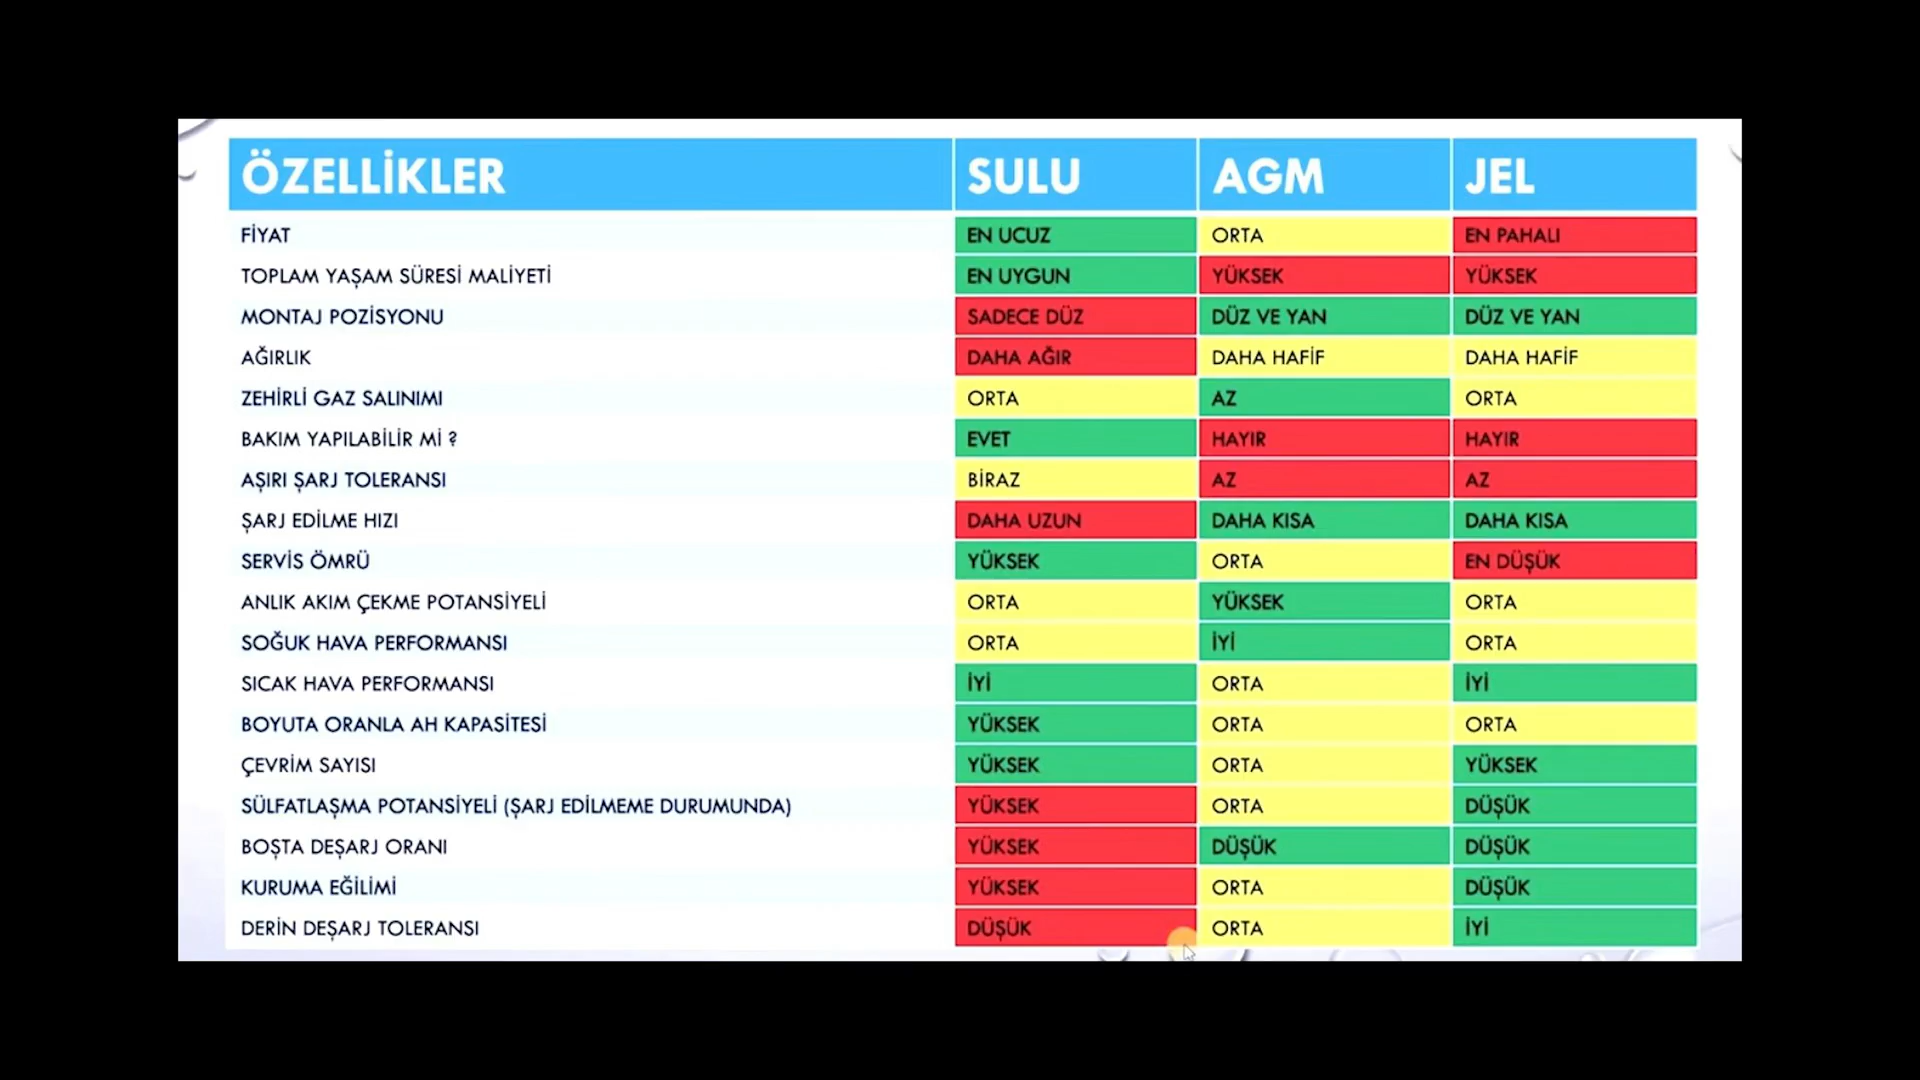 ÖZELLİKLER SULU AGM JEL
FİYAT EN UCUZ ORTA EN PAHALI
TOPLAM YAŞAM SÜRESİ MALİYETİ EN UYGUN YÜKSEK YÜKSEK
MONTAJ POZİSYONU SADECE DÜZ DÜZ VE YAN DÜZ VE YAN
AĞIRLIK DAHA AĞIR DAHA HAFİF DAHA HAFİF
ZEHİRLİ GAZ SALINIMI ORTA AZ ORTA
BAKIM YAPILABİLİR Mİ ? EVET HAYIR HAYIR
AŞIRI ŞARJ TOLERANSI BİRAZ AZ AZ
ŞARJ EDİLME HIZI DAHA UZUN DAHA KISA DAHA KISA
SERVİS ÖMRÜ YÜKSEK ORTA EN DÜŞÜK
ANLIK AKIM ÇEKME POTANSİYELİ ORTA YÜKSEK ORTA
SOĞUK HAVA PERFORMANSI ORTA İYİ ORTA
SICAK HAVA PERFORMANSI İYİ ORTA İYİ
BOYUTA ORANLA AH KAPASİTESİ YÜKSEK ORTA ORTA
ÇEVRİM SAYISI YÜKSEK ORTA YÜKSEK
SÜLFATLAŞMA POTANSİYELİ (ŞARJ EDİLMEME DURUMUNDA) YÜKSEK ORTA DÜŞÜK
BOŞTA DEŞARJ ORANI YÜKSEK DÜŞÜK DÜŞÜK
KURUMA EĞİLİMİ YÜKSEK ORTA DÜŞÜK
DERİN DEŞARJ TOLERANSI DÜŞÜK ORTA İYİ